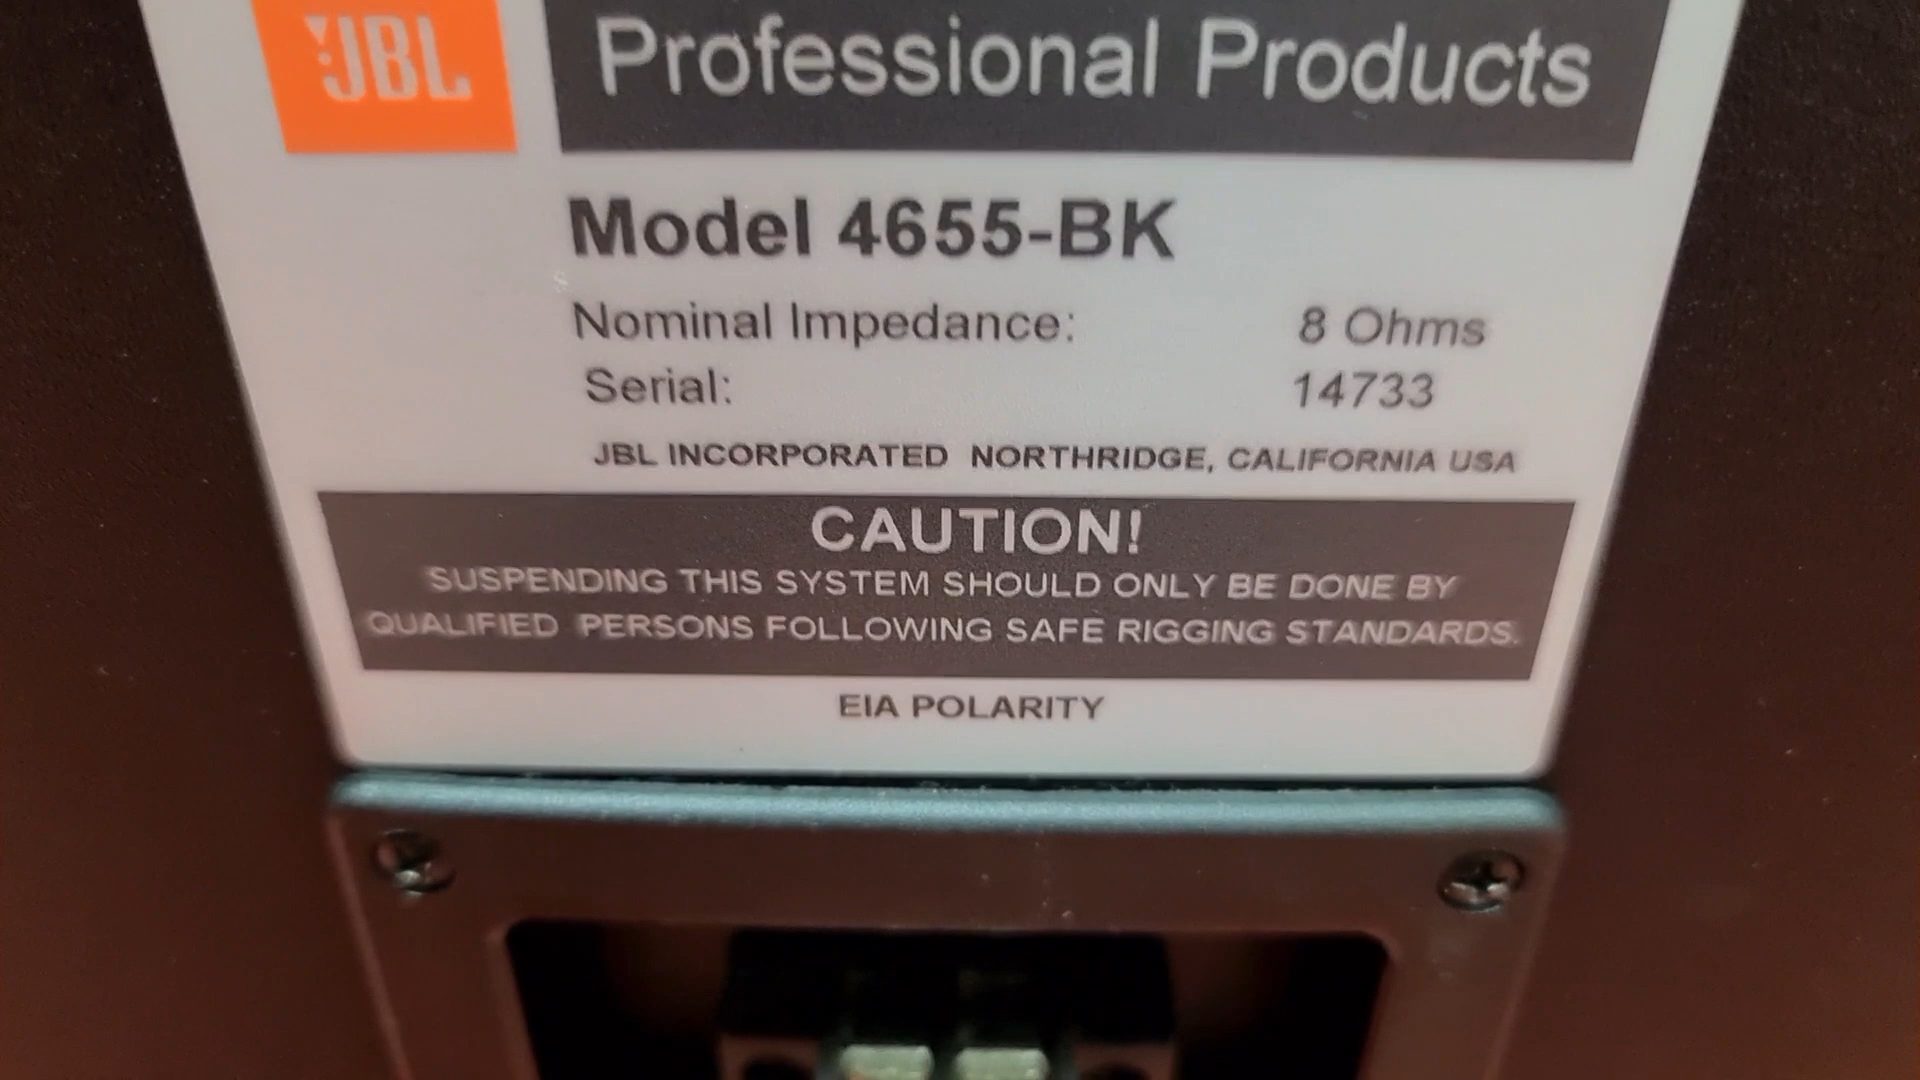 JBL
Professional Products
Model 4655-BK
Nominal Impedance: 8 Ohms
Serial: 14733
JBL INCORPORATED NORTHRIDGE, CALIFORNIA USA
CAUTION!
SUSPENDING THIS SYSTEM SHOULD ONLY BE DONE BY
QUALIFIED PERSONS FOLLOWING SAFE RIGGING STANDARDS.
EIA POLARITY